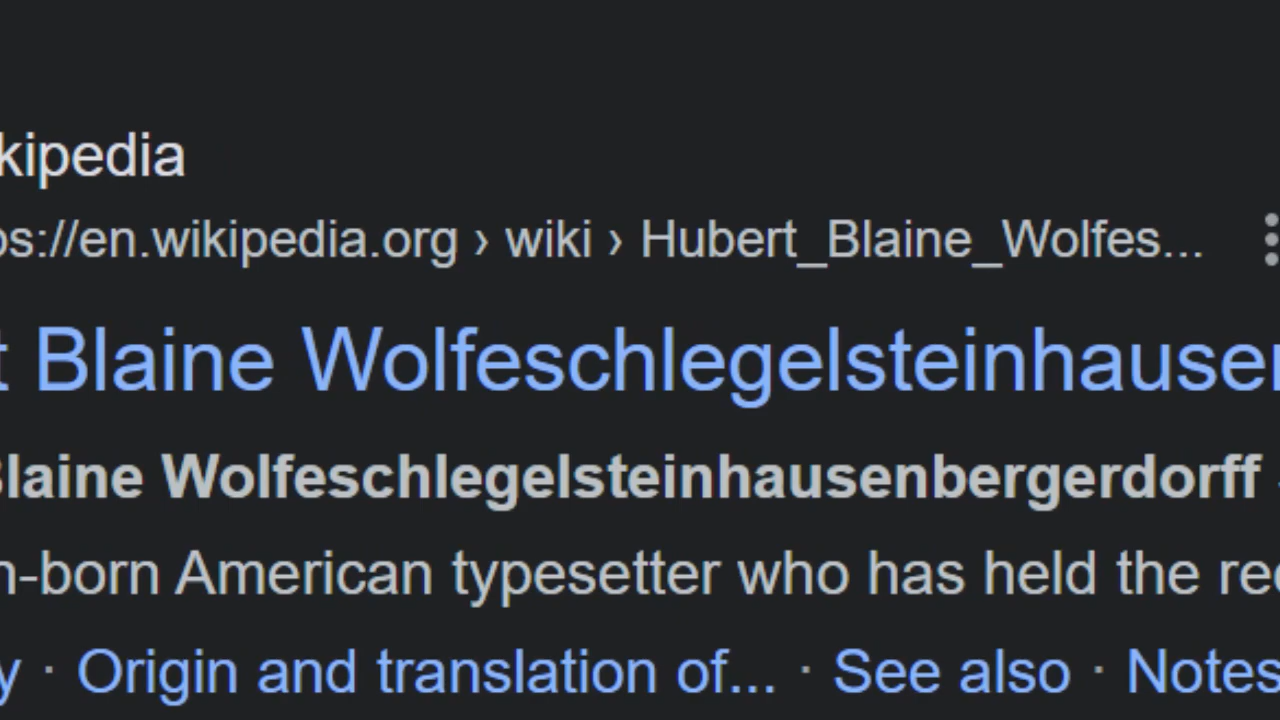 kipedia
ps://en.wikipedia.org › wiki › Hubert_Blaine_Wolfes...
t Blaine Wolfeschlegelsteinhausen
Blaine Wolfeschlegelsteinhausenbergerdorff
n-born American typesetter who has held the rec
y · Origin and translation of... · See also · Notes